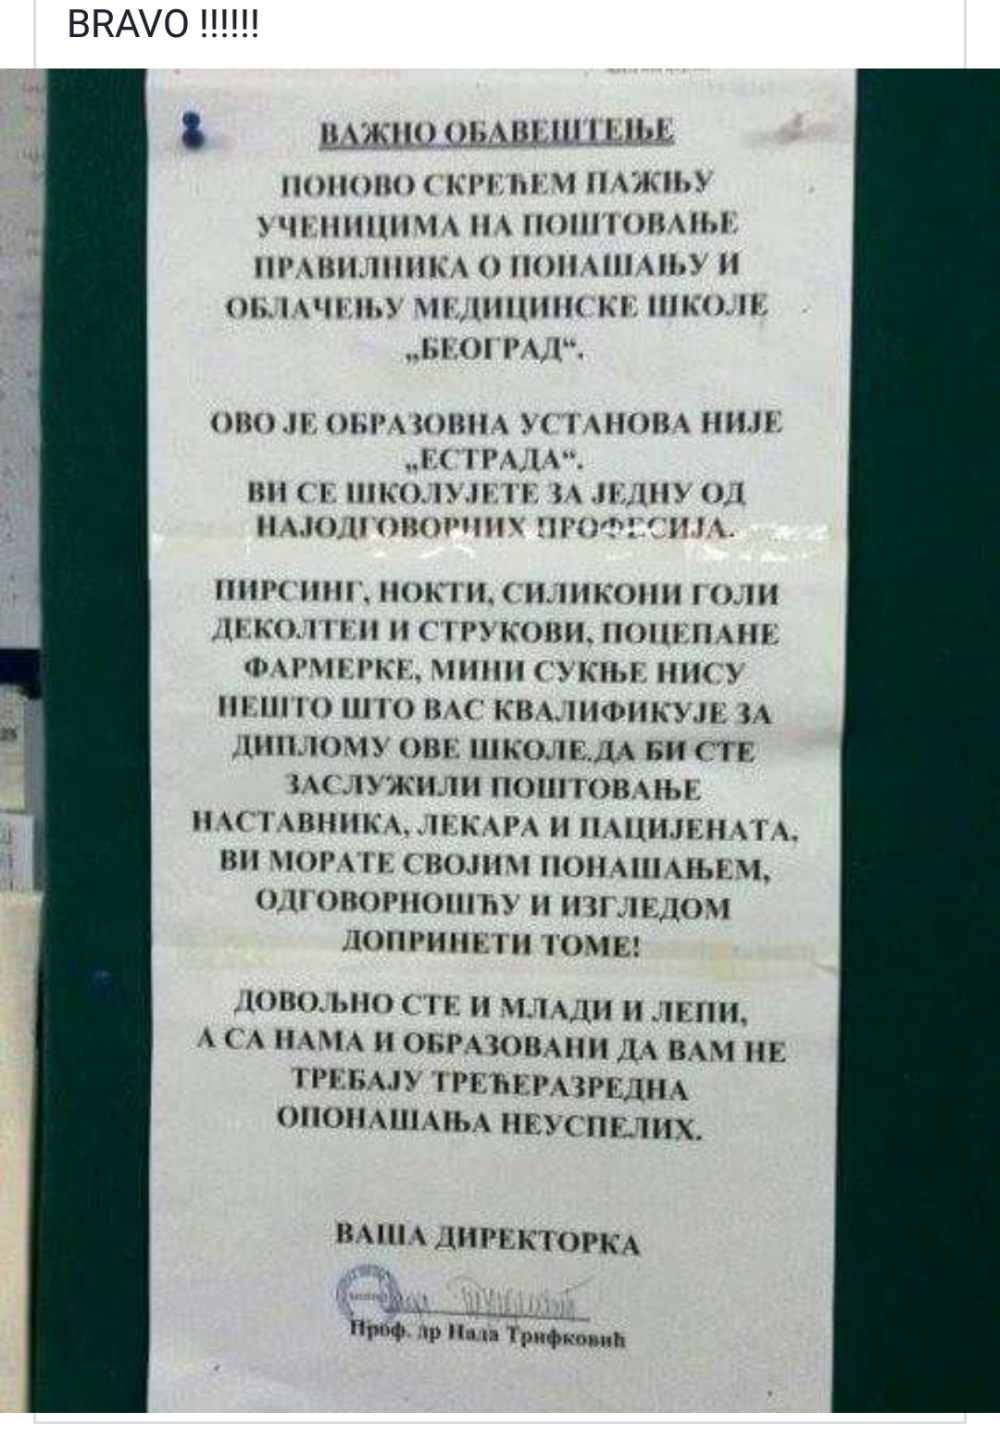 BRAVO !!!!!!
ВАЖНО ОБАВЕШТЕЊЕ
ПОНОВО СКРЕЋЕМ ПАЖЊУ
УЧЕНИЦИМА НА ПОШТОВАЊЕ
ПРАВИЛНИКА О ПОНАШАЊУ И
ОБЛАЧЕЊУ МЕДИЦИНСКЕ ШКОЛЕ
„БЕОГРАД“.
ОВО ЈЕ ОБРАЗОВНА УСТАНОВА НИЈЕ
„ЕСТРАДА“.
ВИ СЕ ШКОЛУЈЕТЕ ЗА ЈЕДНУ ОД
НАЈОДГОВОРНИХ ПРОФЕСИЈА.
ПИРСИНГ, НОКТИ, СИЛИКОНИ ГОЛИ
ДЕКОЛТЕИ И СТРУКОВИ, ПОЦЕПАНЕ
ФАРМЕРКЕ, МИНИ СУКЊЕ НИСУ
НЕШТО ШТО ВАС КВАЛИФИКУЈЕ ЗА
ДИПЛОМУ ОВЕ ШКОЛЕ.ДА БИ СТЕ
ЗАСЛУЖИЛИ ПОШТОВАЊЕ
НАСТАВНИКА, ЛЕКАРА И ПАЦИЈЕНАТА,
ВИ МОРАТЕ СВОЈИМ ПОНАШАЊЕМ,
ОДГОВОРНОШЋУ И ИЗГЛЕДОМ
ДОПРИНЕТИ ТОМЕ!
ДОВОЉНО СТЕ И МЛАДИ И ЛЕПИ,
А СА НАМА И ОБРАЗОВАНИ ДА ВАМ НЕ
ТРЕБАЈУ ТРЕЋЕРАЗРЕДНА
ОПОНАШАЊА НЕУСПЕЛИХ.
ВАША ДИРЕКТОРКА
Проф. др Нада Трифковић